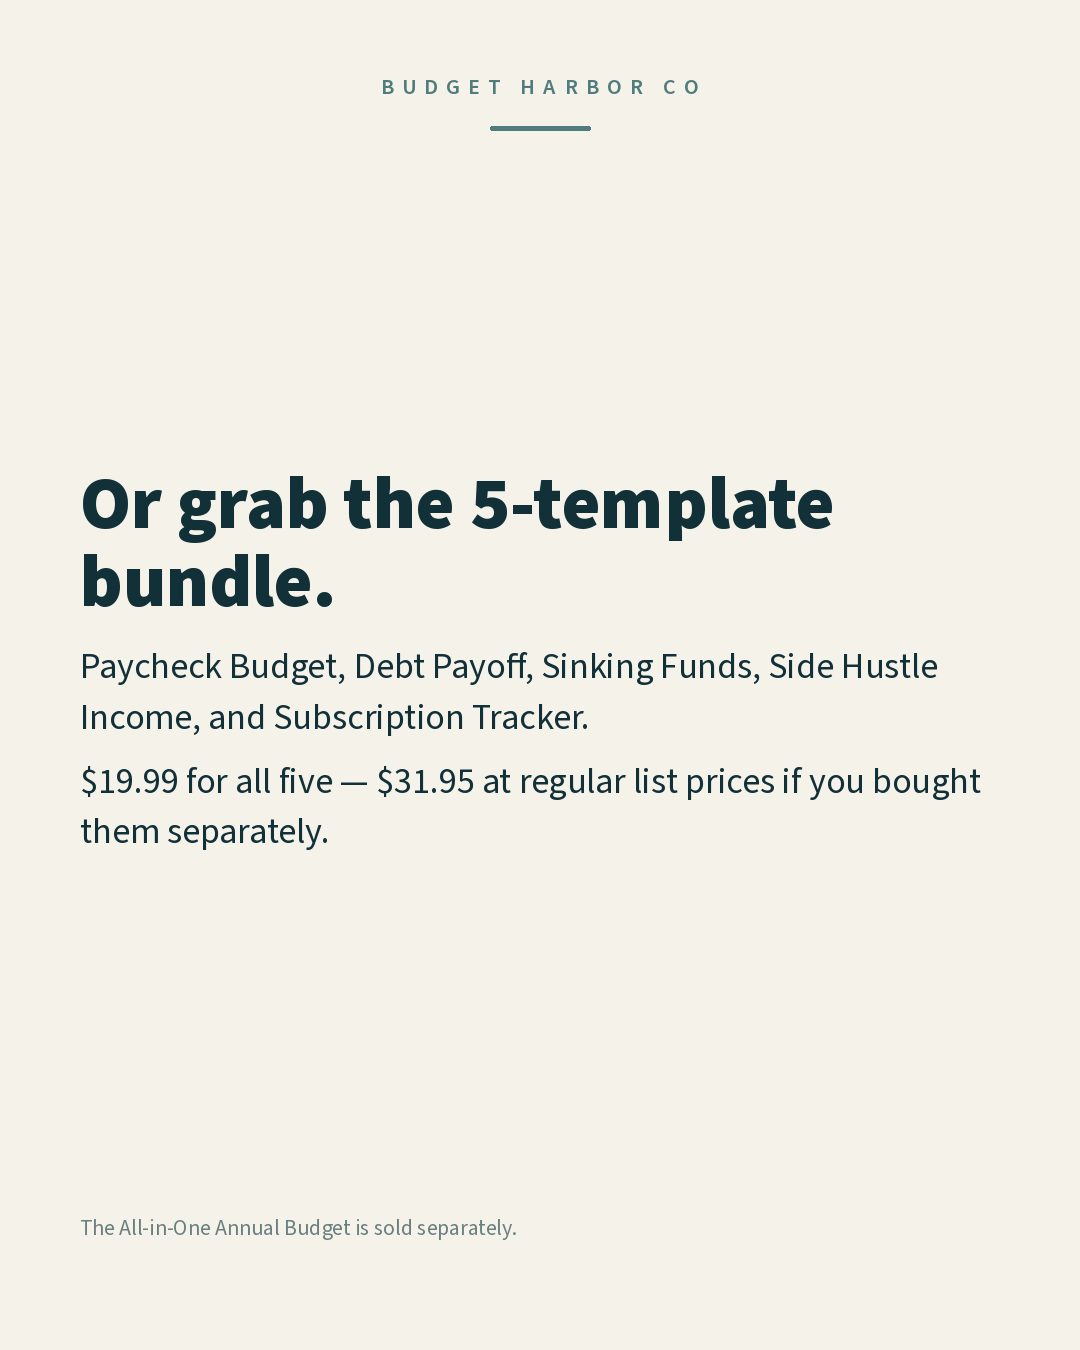 BUDGET HARBOR CO
Or grab the 5-template
bundle.
Paycheck Budget, Debt Payoff, Sinking Funds, Side Hustle
Income, and Subscription Tracker.
$19.99 for all five — $31.95 at regular list prices if you bought
them separately.
The All-in-One Annual Budget is sold separately.